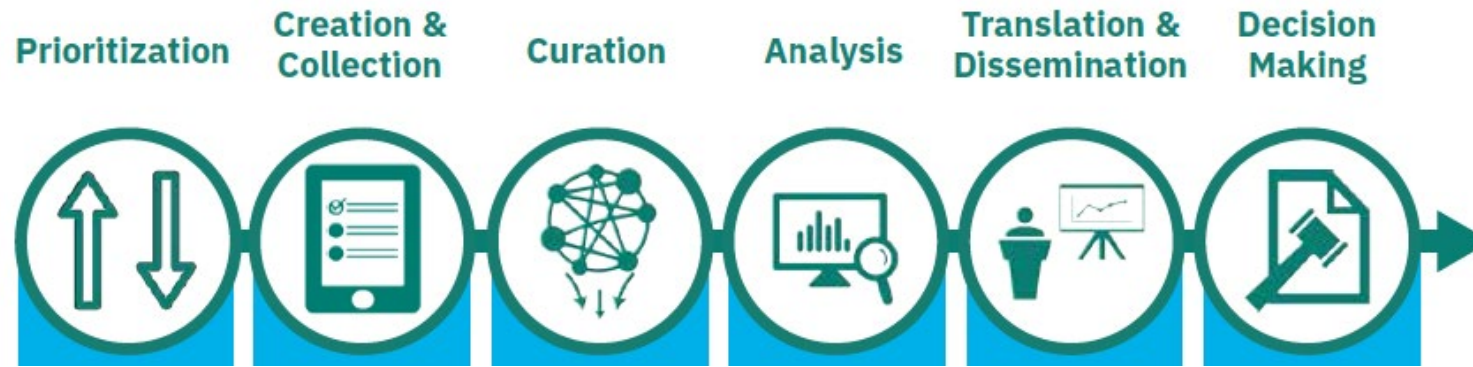 Prioritization
Creation &
Collection
Curation
Analysis
Translation &
Dissemination
Decision
Making